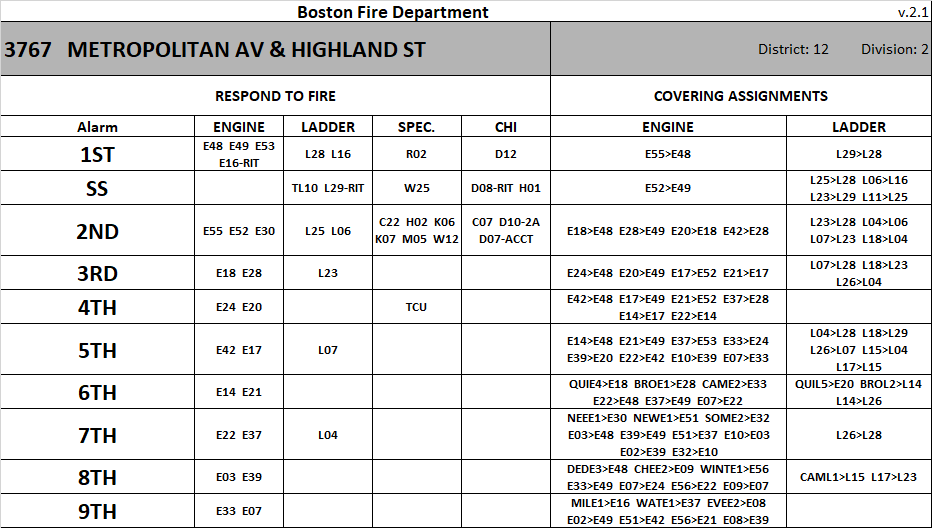 Boston Fire Department v.2.1
3767 METROPOLITAN AV & HIGHLAND ST District: 12 Division: 2
RESPOND TO FIRE COVERING ASSIGNMENTS
Alarm ENGINE LADDER SPEC. CHI ENGINE LADDER
1ST
E48 E49 E53
E16-RIT
L28 L16
R02
D12
E55>E48
L29>L28
SS
TL10 L29-RIT
W25
D08-RIT H01
E52>E49
L25>L28 L06>L16
L23>L29 L11>L25
2ND
E55 E52 E30
L25 L06
C22 H02 K06
K07 M05 W12
C07 D10-2A
D07-ACCT
E18>E48 E28>E49 E20>E18 E42>E28
L23>L28 L04>L06
L07>L23 L18>L04
3RD
E18 E28
L23
E24>E48 E20>E49 E17>E52 E21>E17
L07>L28 L18>L23
L26>L04
4TH
E24 E20
TCU
E42>E48 E17>E49 E21>E52 E37>E28
E14>E17 E22>E14
5TH
E42 E17
L07
E14>E48 E21>E49 E37>E53 E33>E24
E39>E20 E22>E42 E10>E39 E07>E33
L04>L28 L18>L29
L26>L07 L15>L04
L17>L15
6TH
E14 E21
QUIE4>E18 BROE1>E28 CAME2>E33
E22>E48 E37>E49 E07>E22
QUIL5>E20 BROL2>L14
L14>L26
7TH
E22 E37
L04
NEEE1>E30 NEWE1>E51 SOME2>E32
E03>E48 E39>E49 E51>E37 E10>E03
E02>E39 E32>E10
L26>L28
8TH
E03 E39
DEDE3>E48 CHEE2>E09 WINTE1>E56
E33>E49 E07>E24 E56>E22 E09>E07
CAML1>L15 L17>L23
9TH
E33 E07
MILE1>E16 WATE1>E37 EVEE2>E08
E02>E49 E51>E42 E56>E21 E08>E39